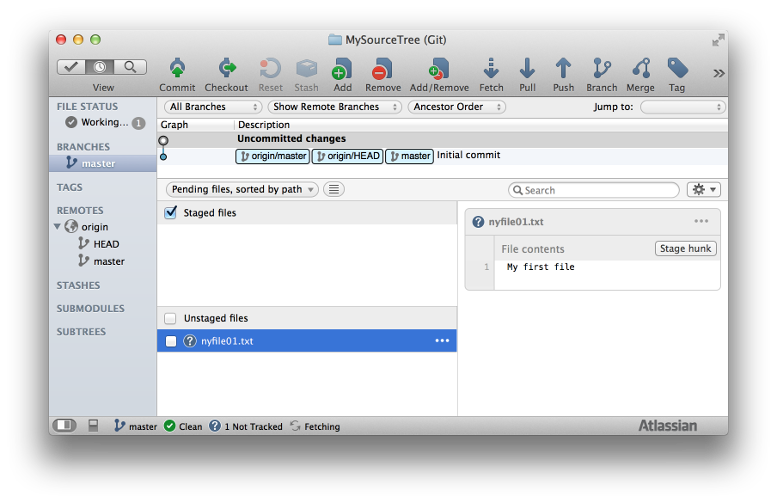 MySourceTree (Git)
View Commit Checkout Reset Stash Add Remove Add/Remove Fetch Pull Push Branch Merge Tag
FILE STATUS
Working... 1
BRANCHES
master
TAGS
REMOTES
origin
HEAD
master
STASHES
SUBMODULES
SUBTREES
All Branches Show Remote Branches Ancestor Order Jump to:
Graph Description
Uncommitted changes
origin/master origin/HEAD master Initial commit
Pending files, sorted by path Search
Staged files
Unstaged files
nyfile01.txt
nyfile01.txt
File contents Stage hunk
1 My first file
master Clean 1 Not Tracked Fetching Atlassian